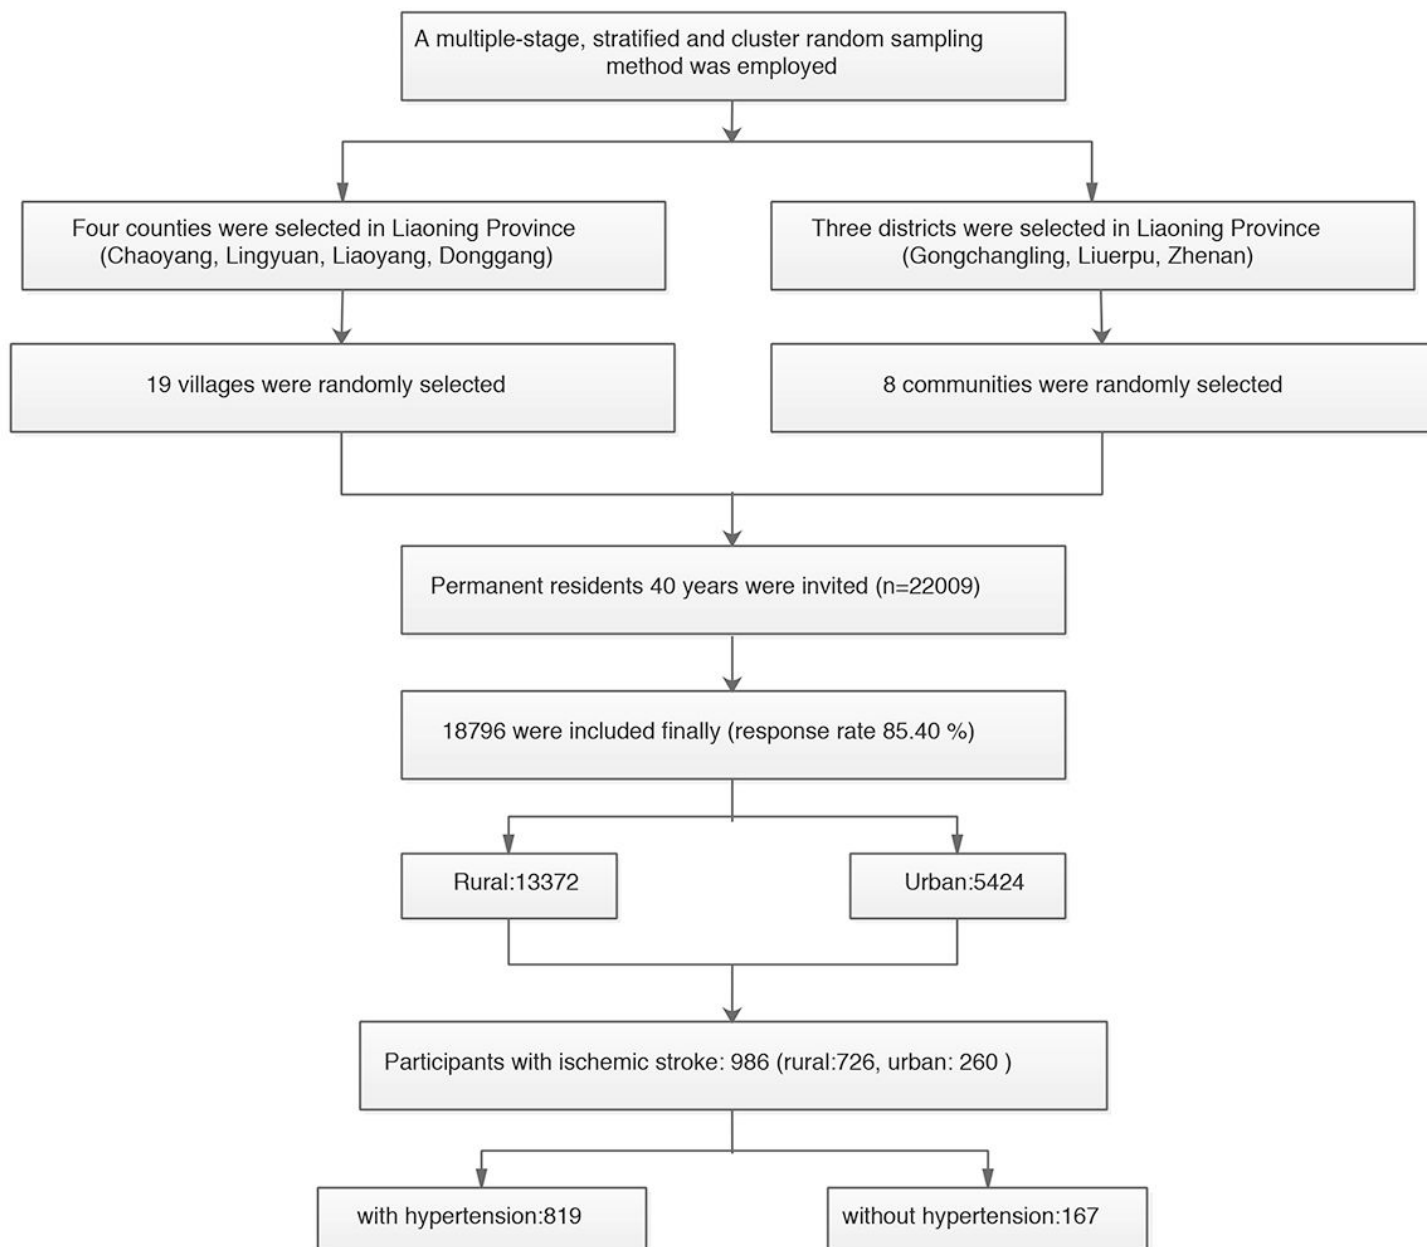 A multiple-stage, stratified and cluster random sampling
method was employed
Four counties were selected in Liaoning Province
(Chaoyang, Lingyuan, Liaoyang, Donggang)
Three districts were selected in Liaoning Province
(Gongchangling, Liuerpu, Zhenan)
19 villages were randomly selected
8 communities were randomly selected
Permanent residents 40 years were invited (n=22009)
18796 were included finally (response rate 85.40 %)
Rural:13372
Urban:5424
Participants with ischemic stroke: 986 (rural:726, urban: 260 )
with hypertension:819
without hypertension:167